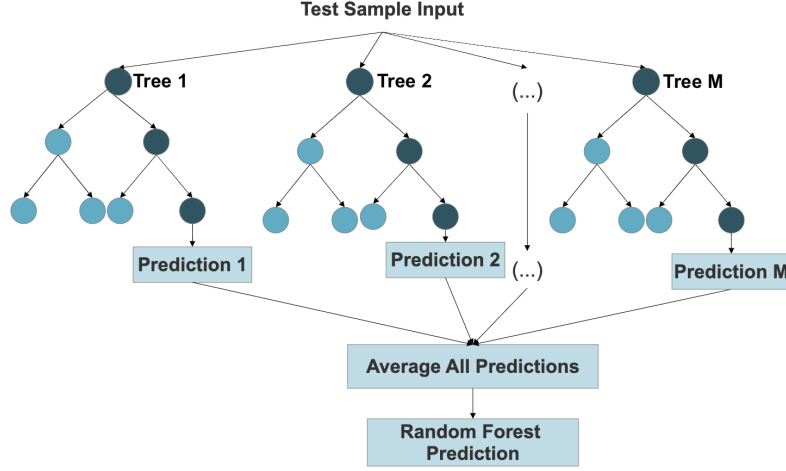 Test Sample Input
Tree 1
Tree 2
(...)
Tree M
Prediction 1
Prediction 2
(...)
Prediction M
Average All Predictions
Random Forest
Prediction